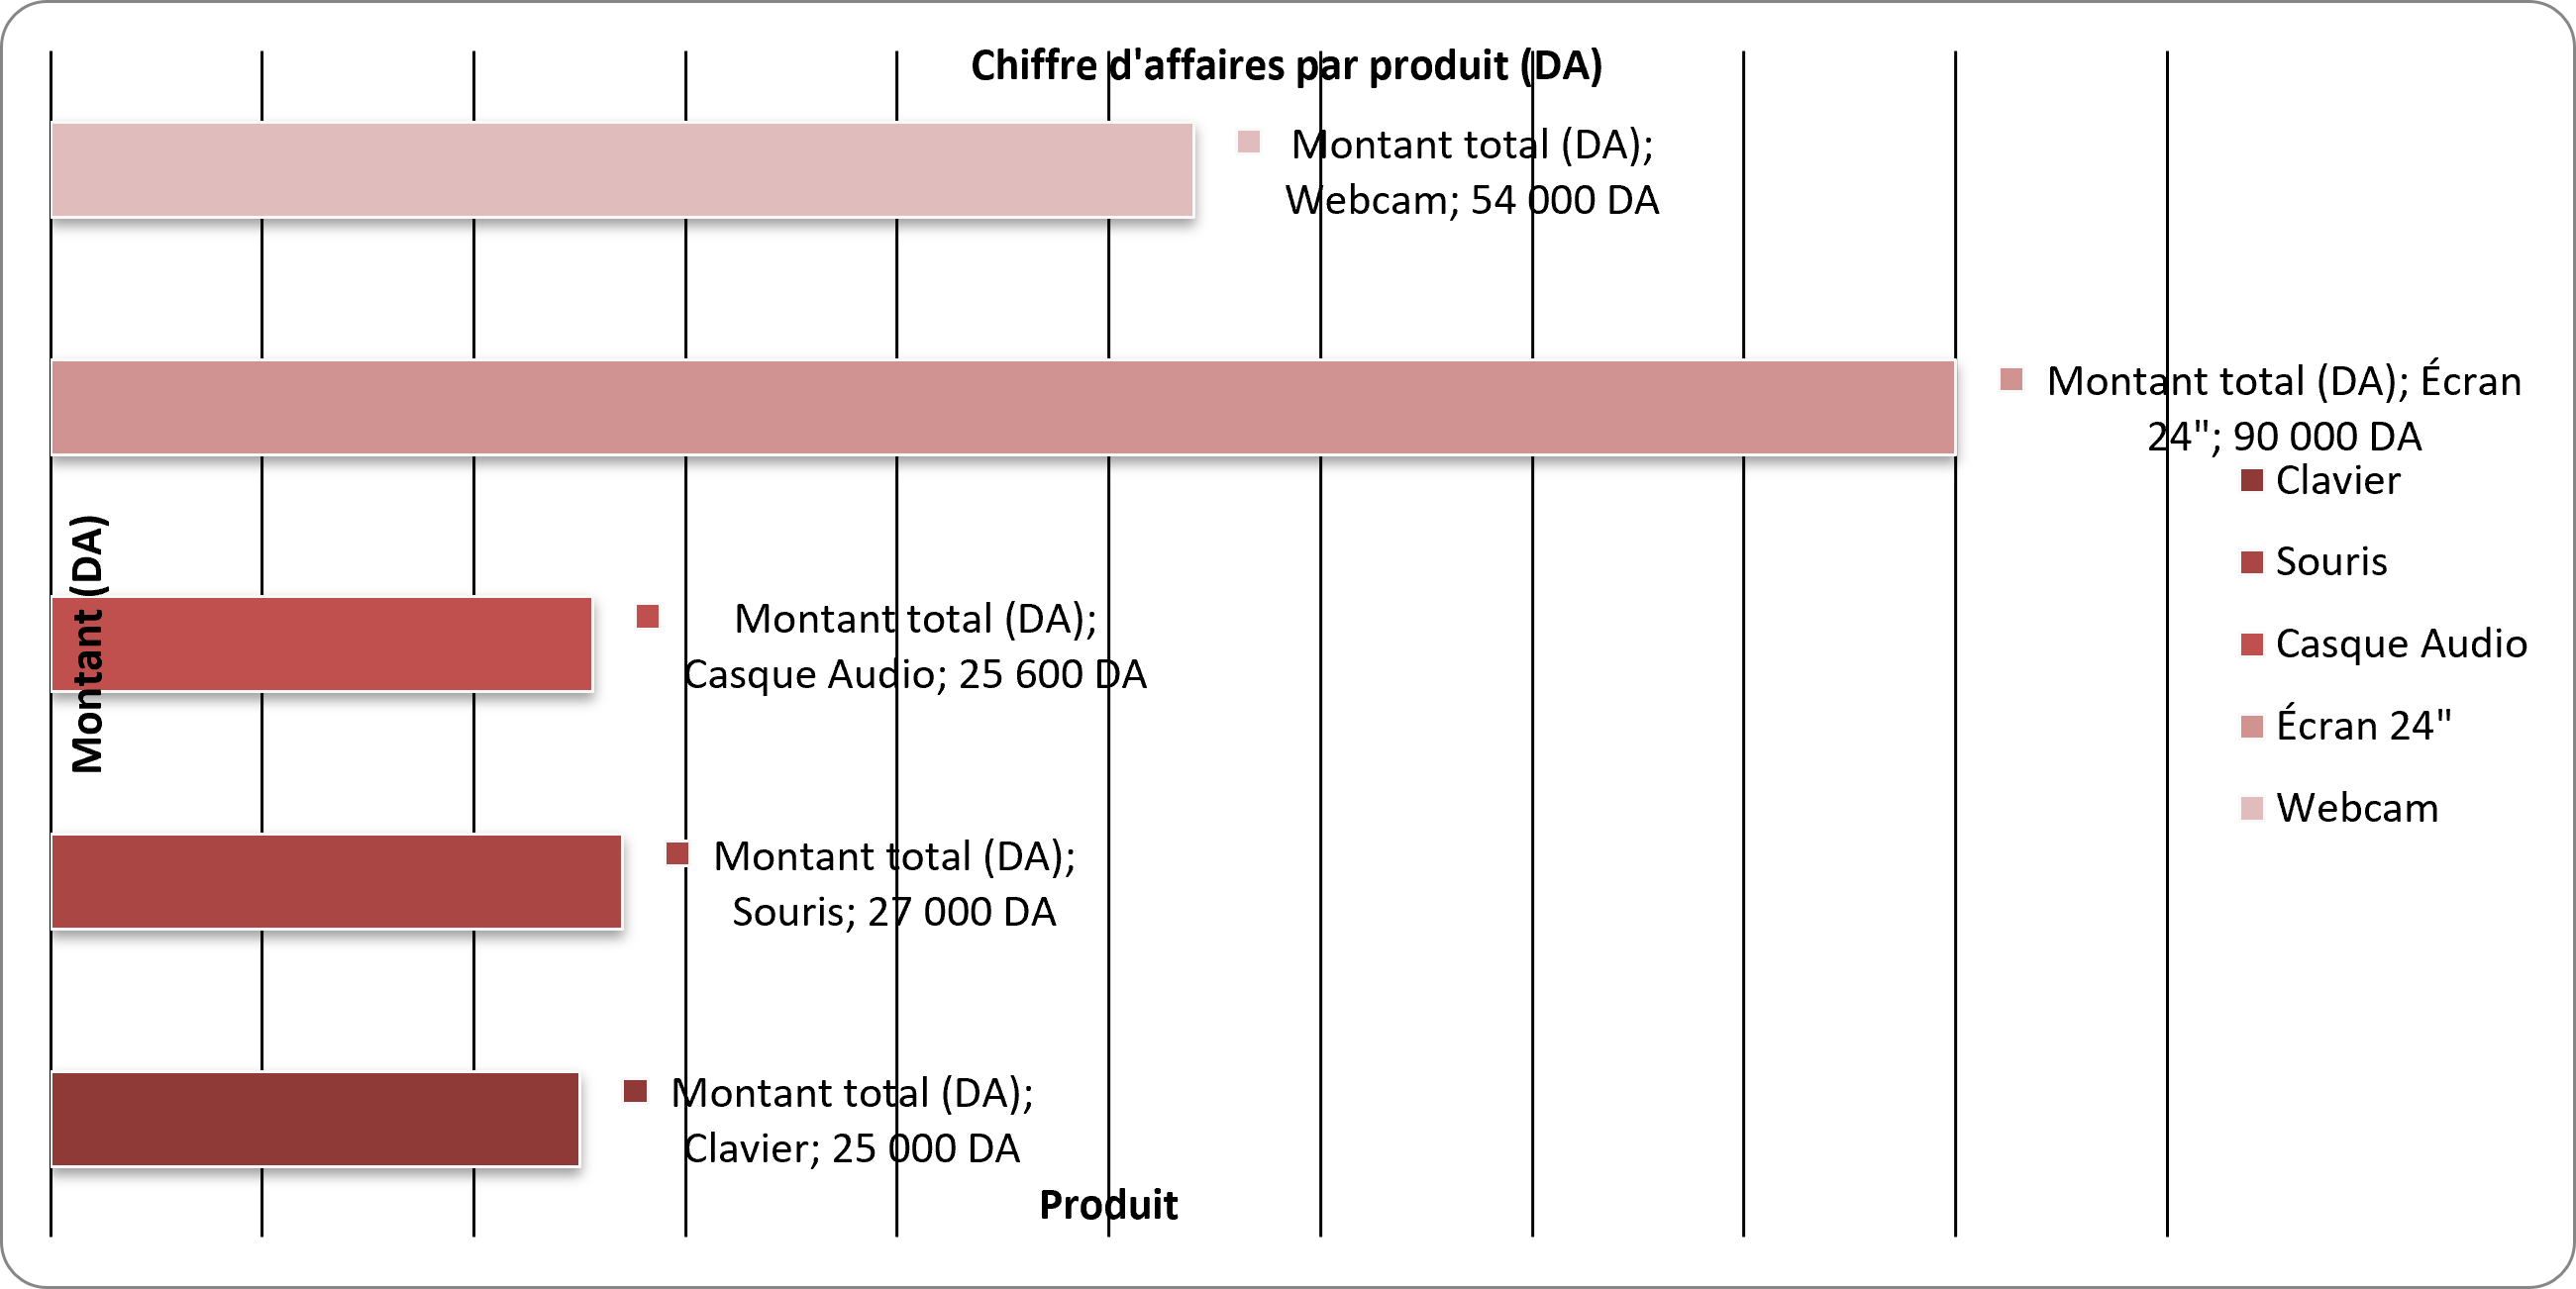 Chiffre d'affaires par produit (DA)
Montant total (DA);
Webcam; 54 000 DA
Montant total (DA); Écran
24"; 90 000 DA
Montant total (DA);
Casque Audio; 25 600 DA
Montant total (DA);
Souris; 27 000 DA
Montant total (DA);
Clavier; 25 000 DA
Montant (DA)
Produit
Clavier
Souris
Casque Audio
Écran 24"
Webcam